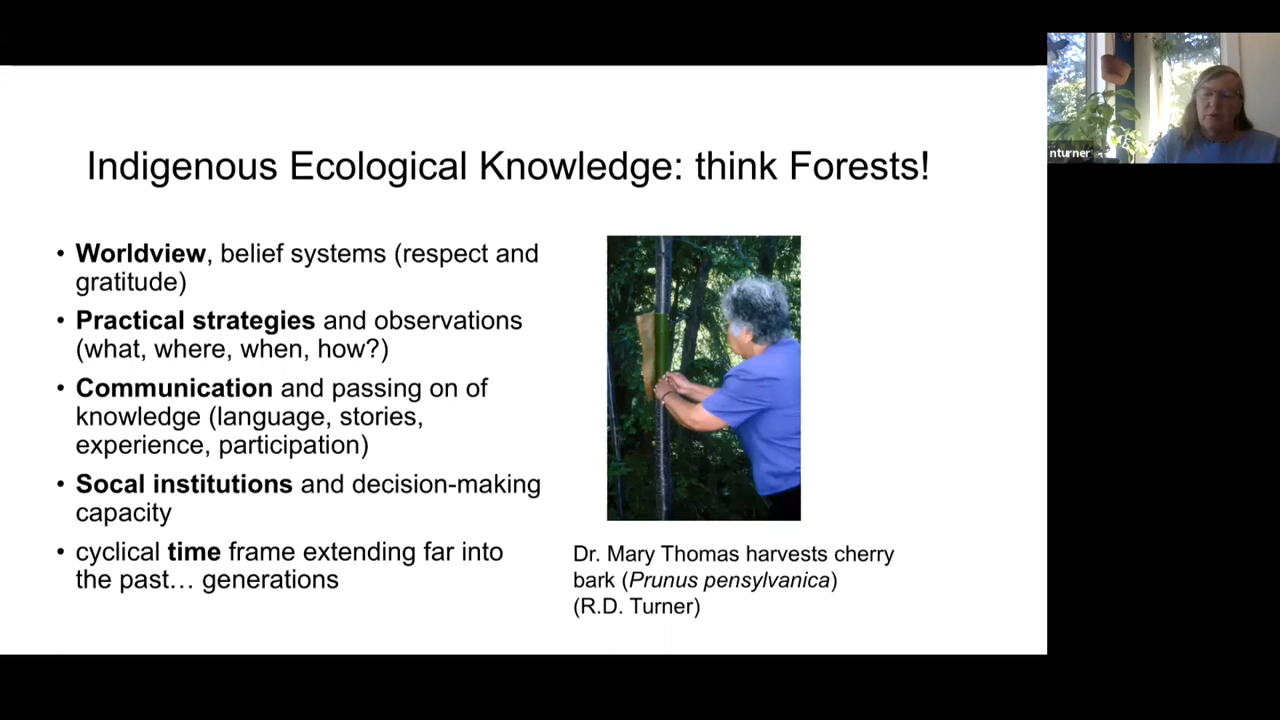 Indigenous Ecological Knowledge: think Forests!
• Worldview, belief systems (respect and
gratitude)
• Practical strategies and observations
(what, where, when, how?)
• Communication and passing on of
knowledge (language, stories,
experience, participation)
• Socal institutions and decision-making
capacity
• cyclical time frame extending far into
the past… generations
Dr. Mary Thomas harvests cherry
bark (Prunus pensylvanica)
(R.D. Turner)
nturner